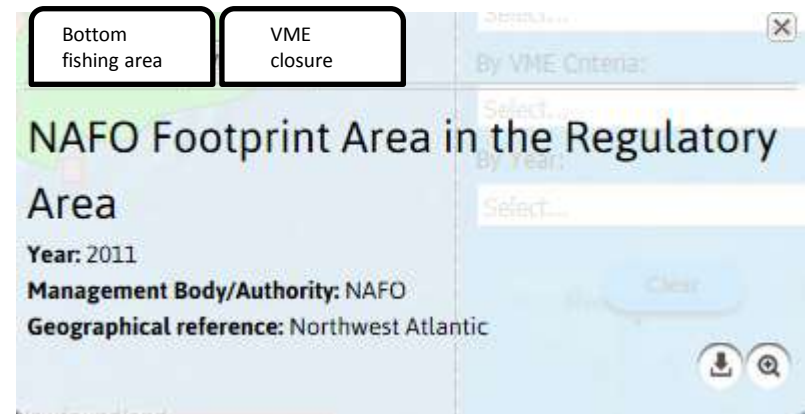 Bottom
fishing area
VME
closure
Select...
By VME Criteria:
Select...
NAFO Footprint Area in the Regulatory
By Year:
Area
Select...
Year: 2011
Management Body/Authority: NAFO
Clear
Geographical reference: Northwest Atlantic